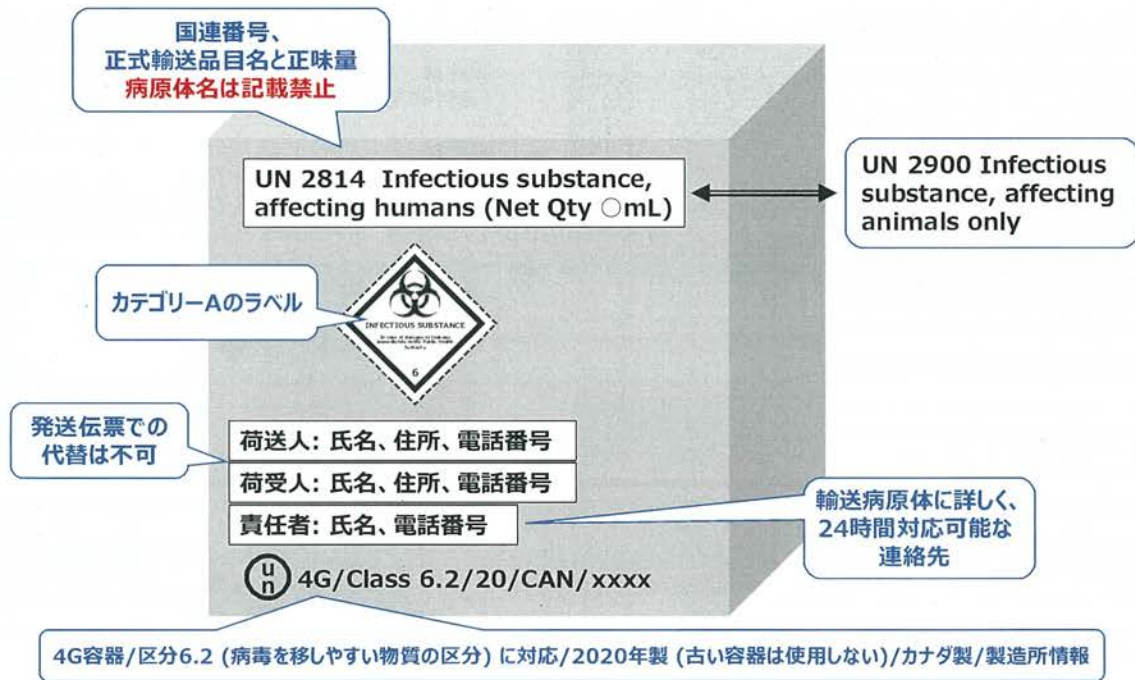 国連番号、
正式輸送品目名と正味量
病原体名は記載禁止
UN 2814 Infectious substance,
affecting humans (Net Qty ○mL)
UN 2900 Infectious
substance, affecting
animals only
カテゴリーAのラベル
INFECTIOUS SUBSTANCE
6
発送伝票での
代替は不可
荷送人: 氏名、住所、電話番号
荷受人: 氏名、住所、電話番号
責任者: 氏名、電話番号
輸送病原体に詳しく、
24時間対応可能な
連絡先
un 4G/Class 6.2/20/CAN/xxxx
4G容器/区分6.2 (病毒を移しやすい物質の区分) に対応/2020年製 (古い容器は使用しない)/カナダ製/製造所情報